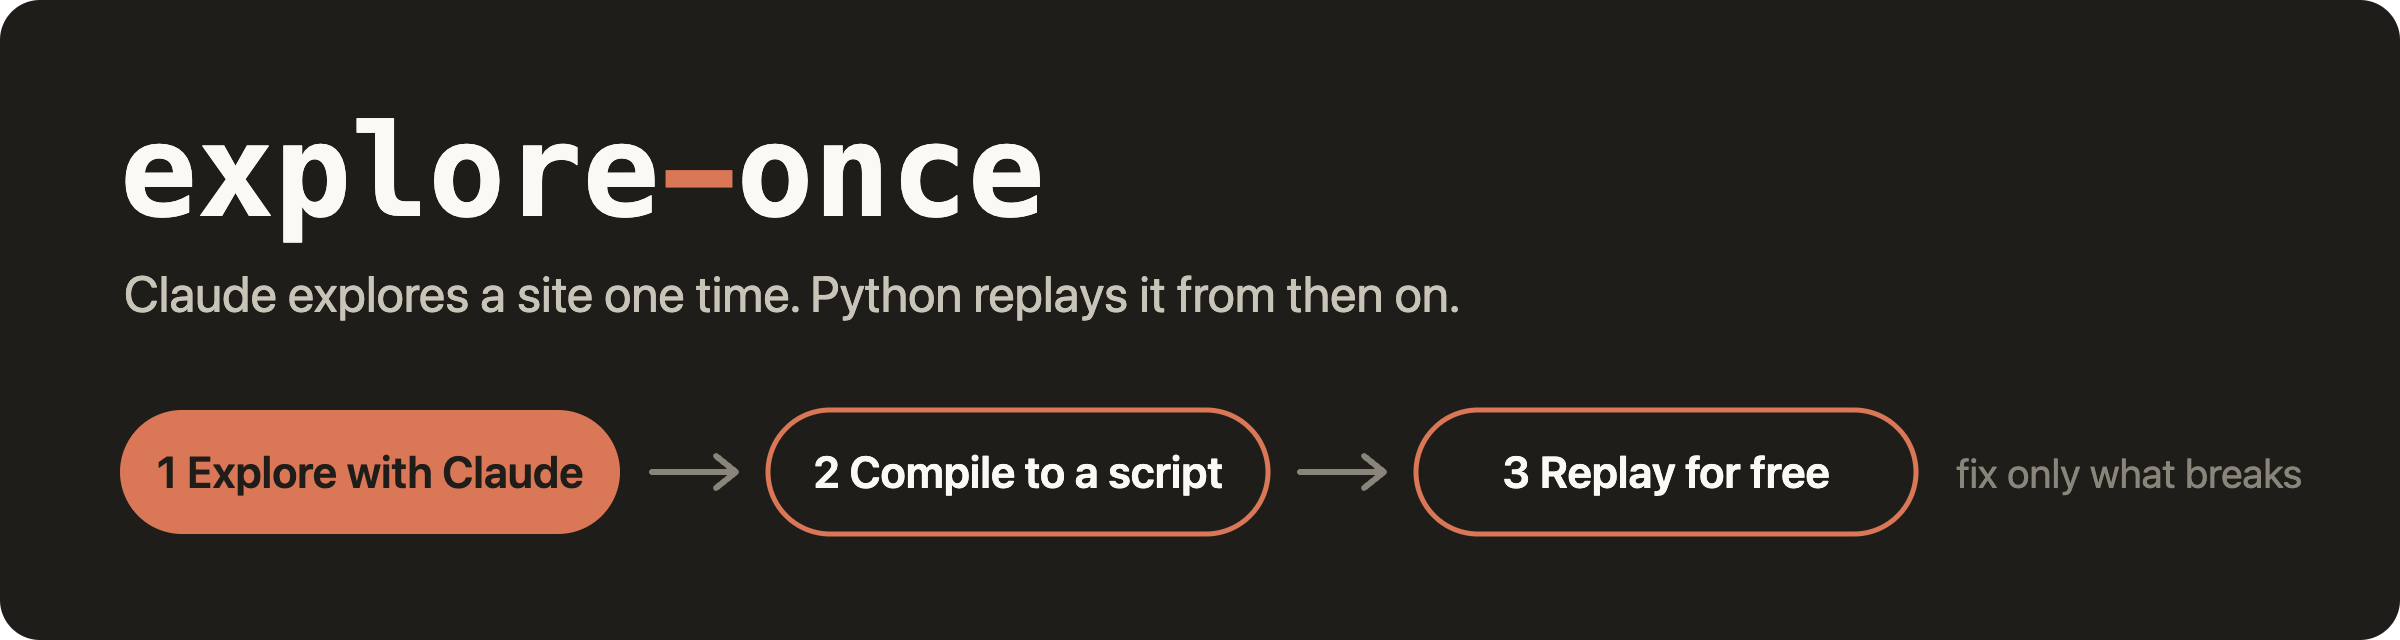 explore-once
Claude explores a site one time. Python replays it from then on.
1 Explore with Claude
2 Compile to a script
3 Replay for free
fix only what breaks